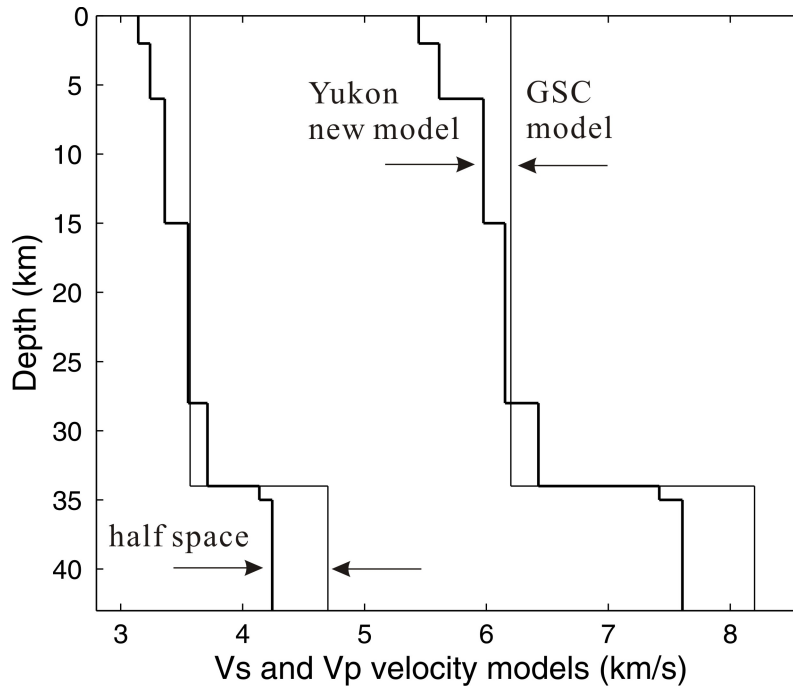 0
5
10
15
20
25
30
35
40
Depth (km)
Yukon
new model
GSC
model
half space
3 4 5 6 7 8
Vs and Vp velocity models (km/s)